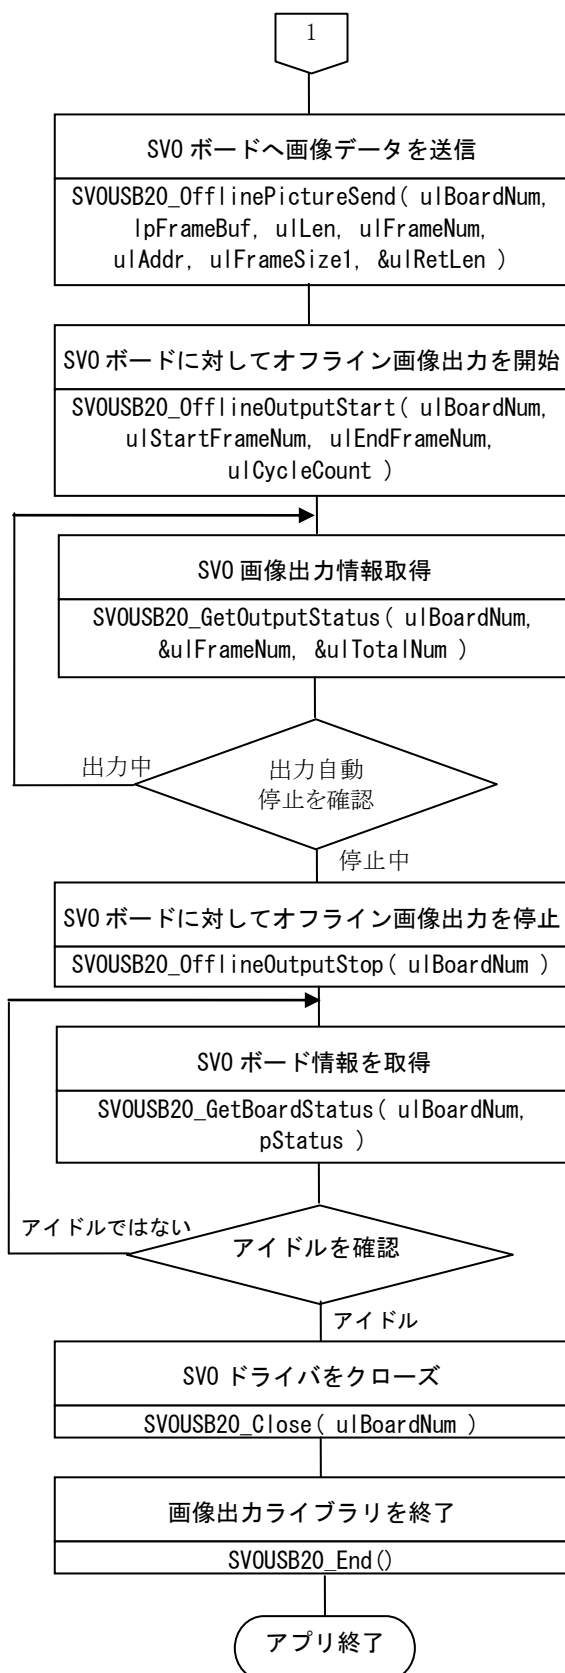 1
SVO ボードへ画像データを送信
SVOUSB20_OfflinePictureSend( ulBoardNum,
lpFrameBuf, ulLen, ulFrameNum,
ulAddr, ulFrameSize1, &ulRetLen )
SVO ボードに対してオフライン画像出力を開始
SVOUSB20_OfflineOutputStart( ulBoardNum,
ulStartFrameNum, ulEndFrameNum,
ulCycleCount )
SVO 画像出力情報取得
SVOUSB20_GetOutputStatus( ulBoardNum,
&ulFrameNum, &ulTotalNum )
出力中
出力自動
停止を確認
停止中
SVO ボードに対してオフライン画像出力を停止
SVOUSB20_OfflineOutputStop( ulBoardNum )
SVO ボード情報を取得
SVOUSB20_GetBoardStatus( ulBoardNum,
pStatus )
アイドルではない
アイドルを確認
アイドル
SVO ドライバをクローズ
SVOUSB20_Close( ulBoardNum )
画像出力ライブラリを終了
SVOUSB20_End()
アプリ終了